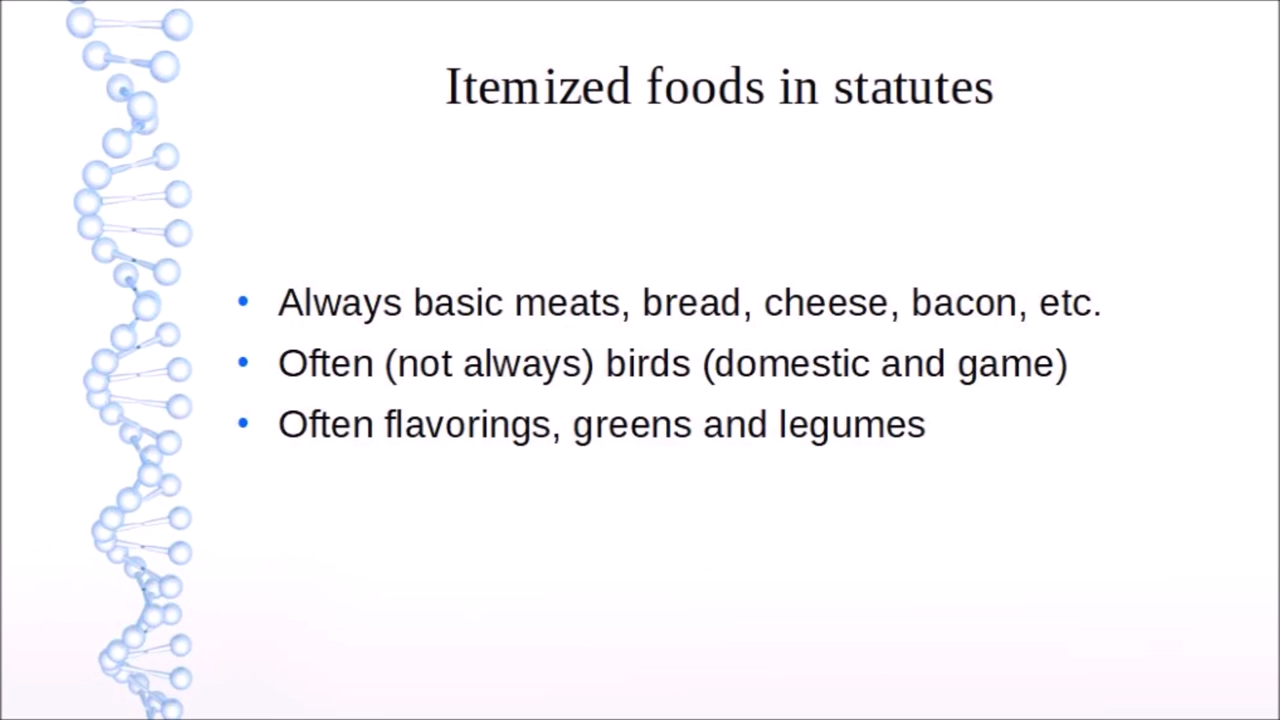 Itemized foods in statutes
• Always basic meats, bread, cheese, bacon, etc.
• Often (not always) birds (domestic and game)
• Often flavorings, greens and legumes